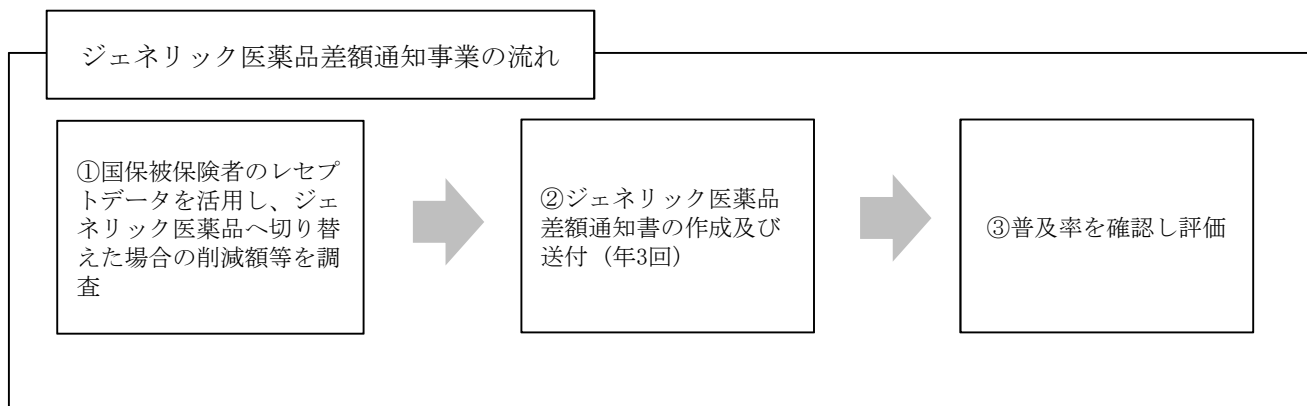 ジェネリック医薬品差額通知事業の流れ
①国保被保険者のレセプ
トデータを活用し、ジェ
ネリック医薬品へ切り替
えた場合の削減額等を調
査
②ジェネリック医薬品
差額通知書の作成及び
送付（年3回）
③普及率を確認し評価